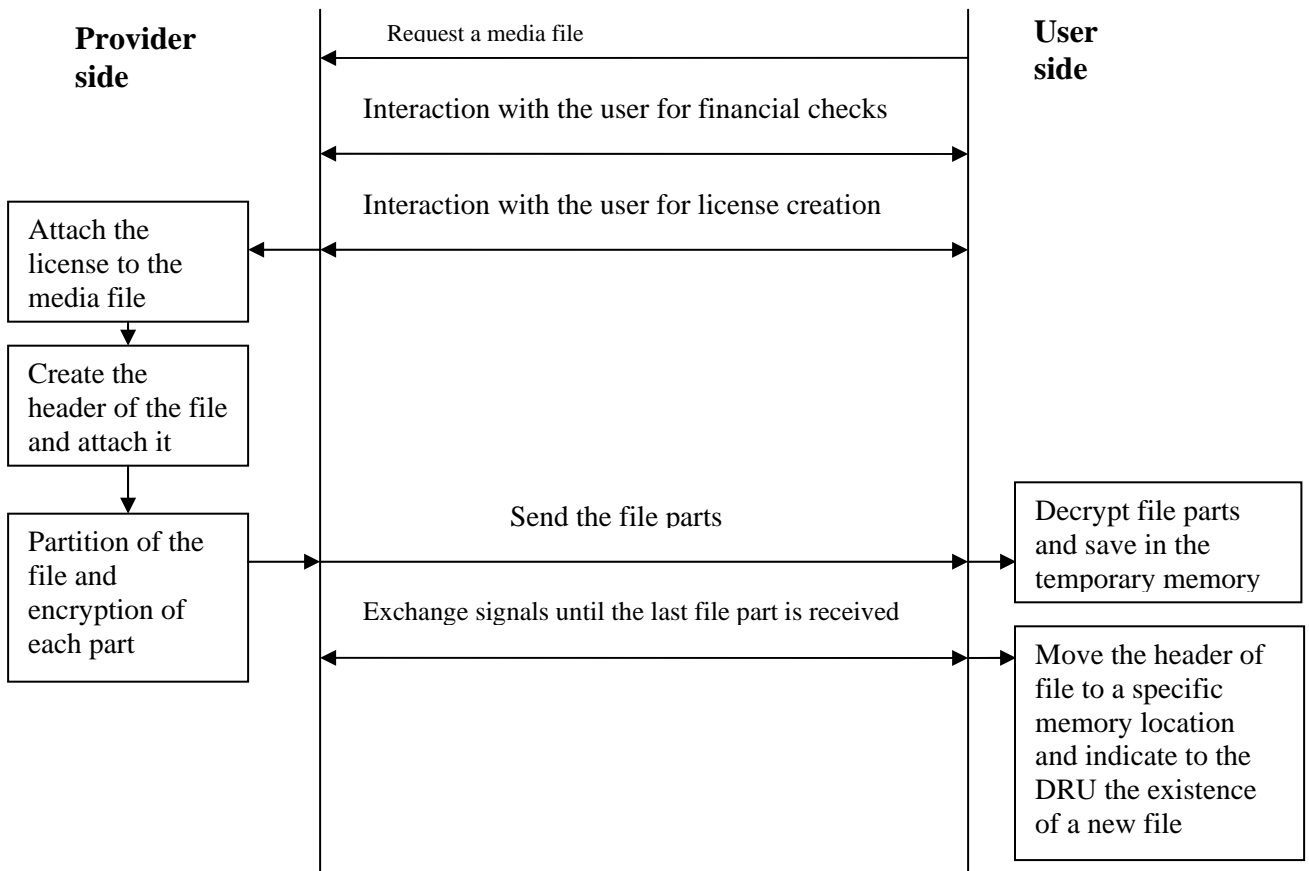 Provider
side
Request a media file
User
side
Interaction with the user for financial checks
Interaction with the user for license creation
Attach the
license to the
media file
Create the
header of the file
and attach it
Partition of the
file and
encryption of
each part
Send the file parts
Decrypt file parts
and save in the
temporary memory
Exchange signals until the last file part is received
Move the header of
file to a specific
memory location
and indicate to the
DRU the existence
of a new file